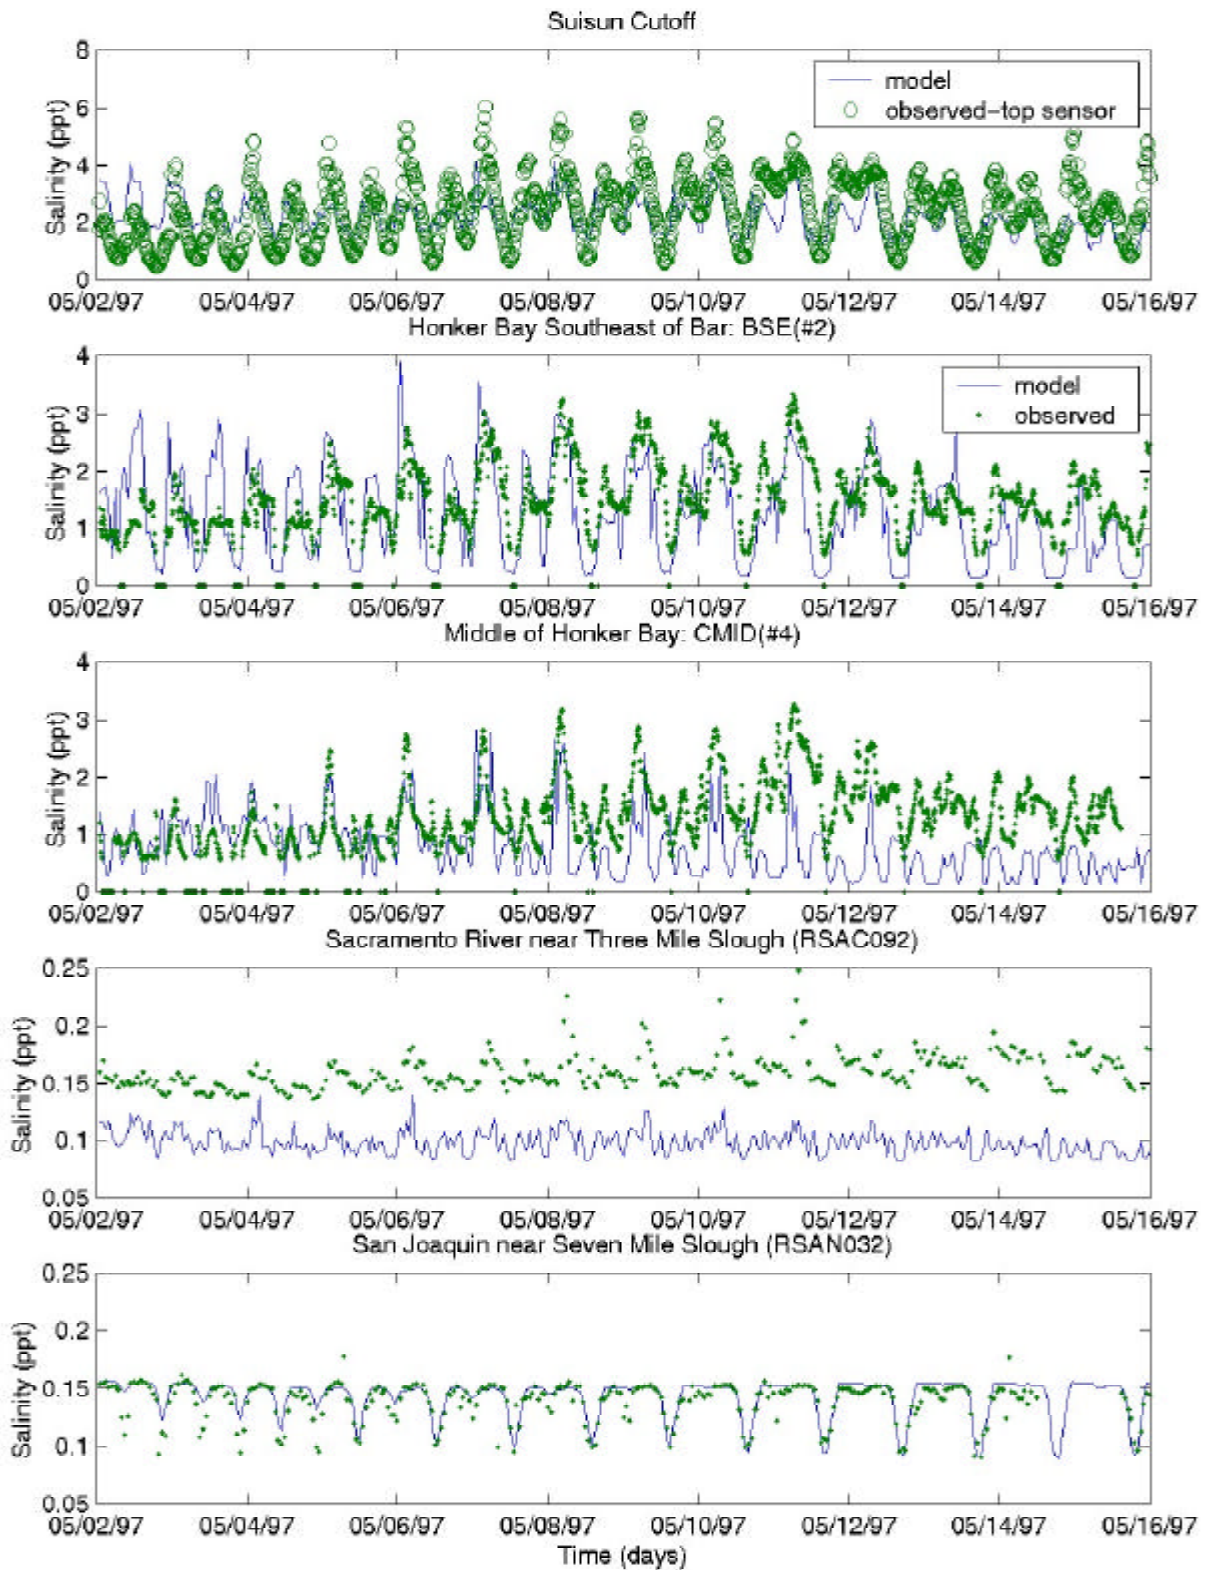 Suisun Cutoff
8
6
4
2
0
Salinity (ppt)
model
observed-top sensor
05/02/97 05/04/97 05/06/97 05/08/97 05/10/97 05/12/97 05/14/97 05/16/97
Honker Bay Southeast of Bar: BSE(#2)
4
3
2
1
0
Salinity (ppt)
model
observed
05/02/97 05/04/97 05/06/97 05/08/97 05/10/97 05/12/97 05/14/97 05/16/97
Middle of Honker Bay: CMID(#4)
4
3
2
1
0
Salinity (ppt)
05/02/97 05/04/97 05/06/97 05/08/97 05/10/97 05/12/97 05/14/97 05/16/97
Sacramento River near Three Mile Slough (RSAC092)
0.25
0.2
0.15
0.1
0.05
Salinity (ppt)
05/02/97 05/04/97 05/06/97 05/08/97 05/10/97 05/12/97 05/14/97 05/16/97
San Joaquin near Seven Mile Slough (RSAN032)
0.25
0.2
0.15
0.1
0.05
Salinity (ppt)
05/02/97 05/04/97 05/06/97 05/08/97 05/10/97 05/12/97 05/14/97 05/16/97
Time (days)